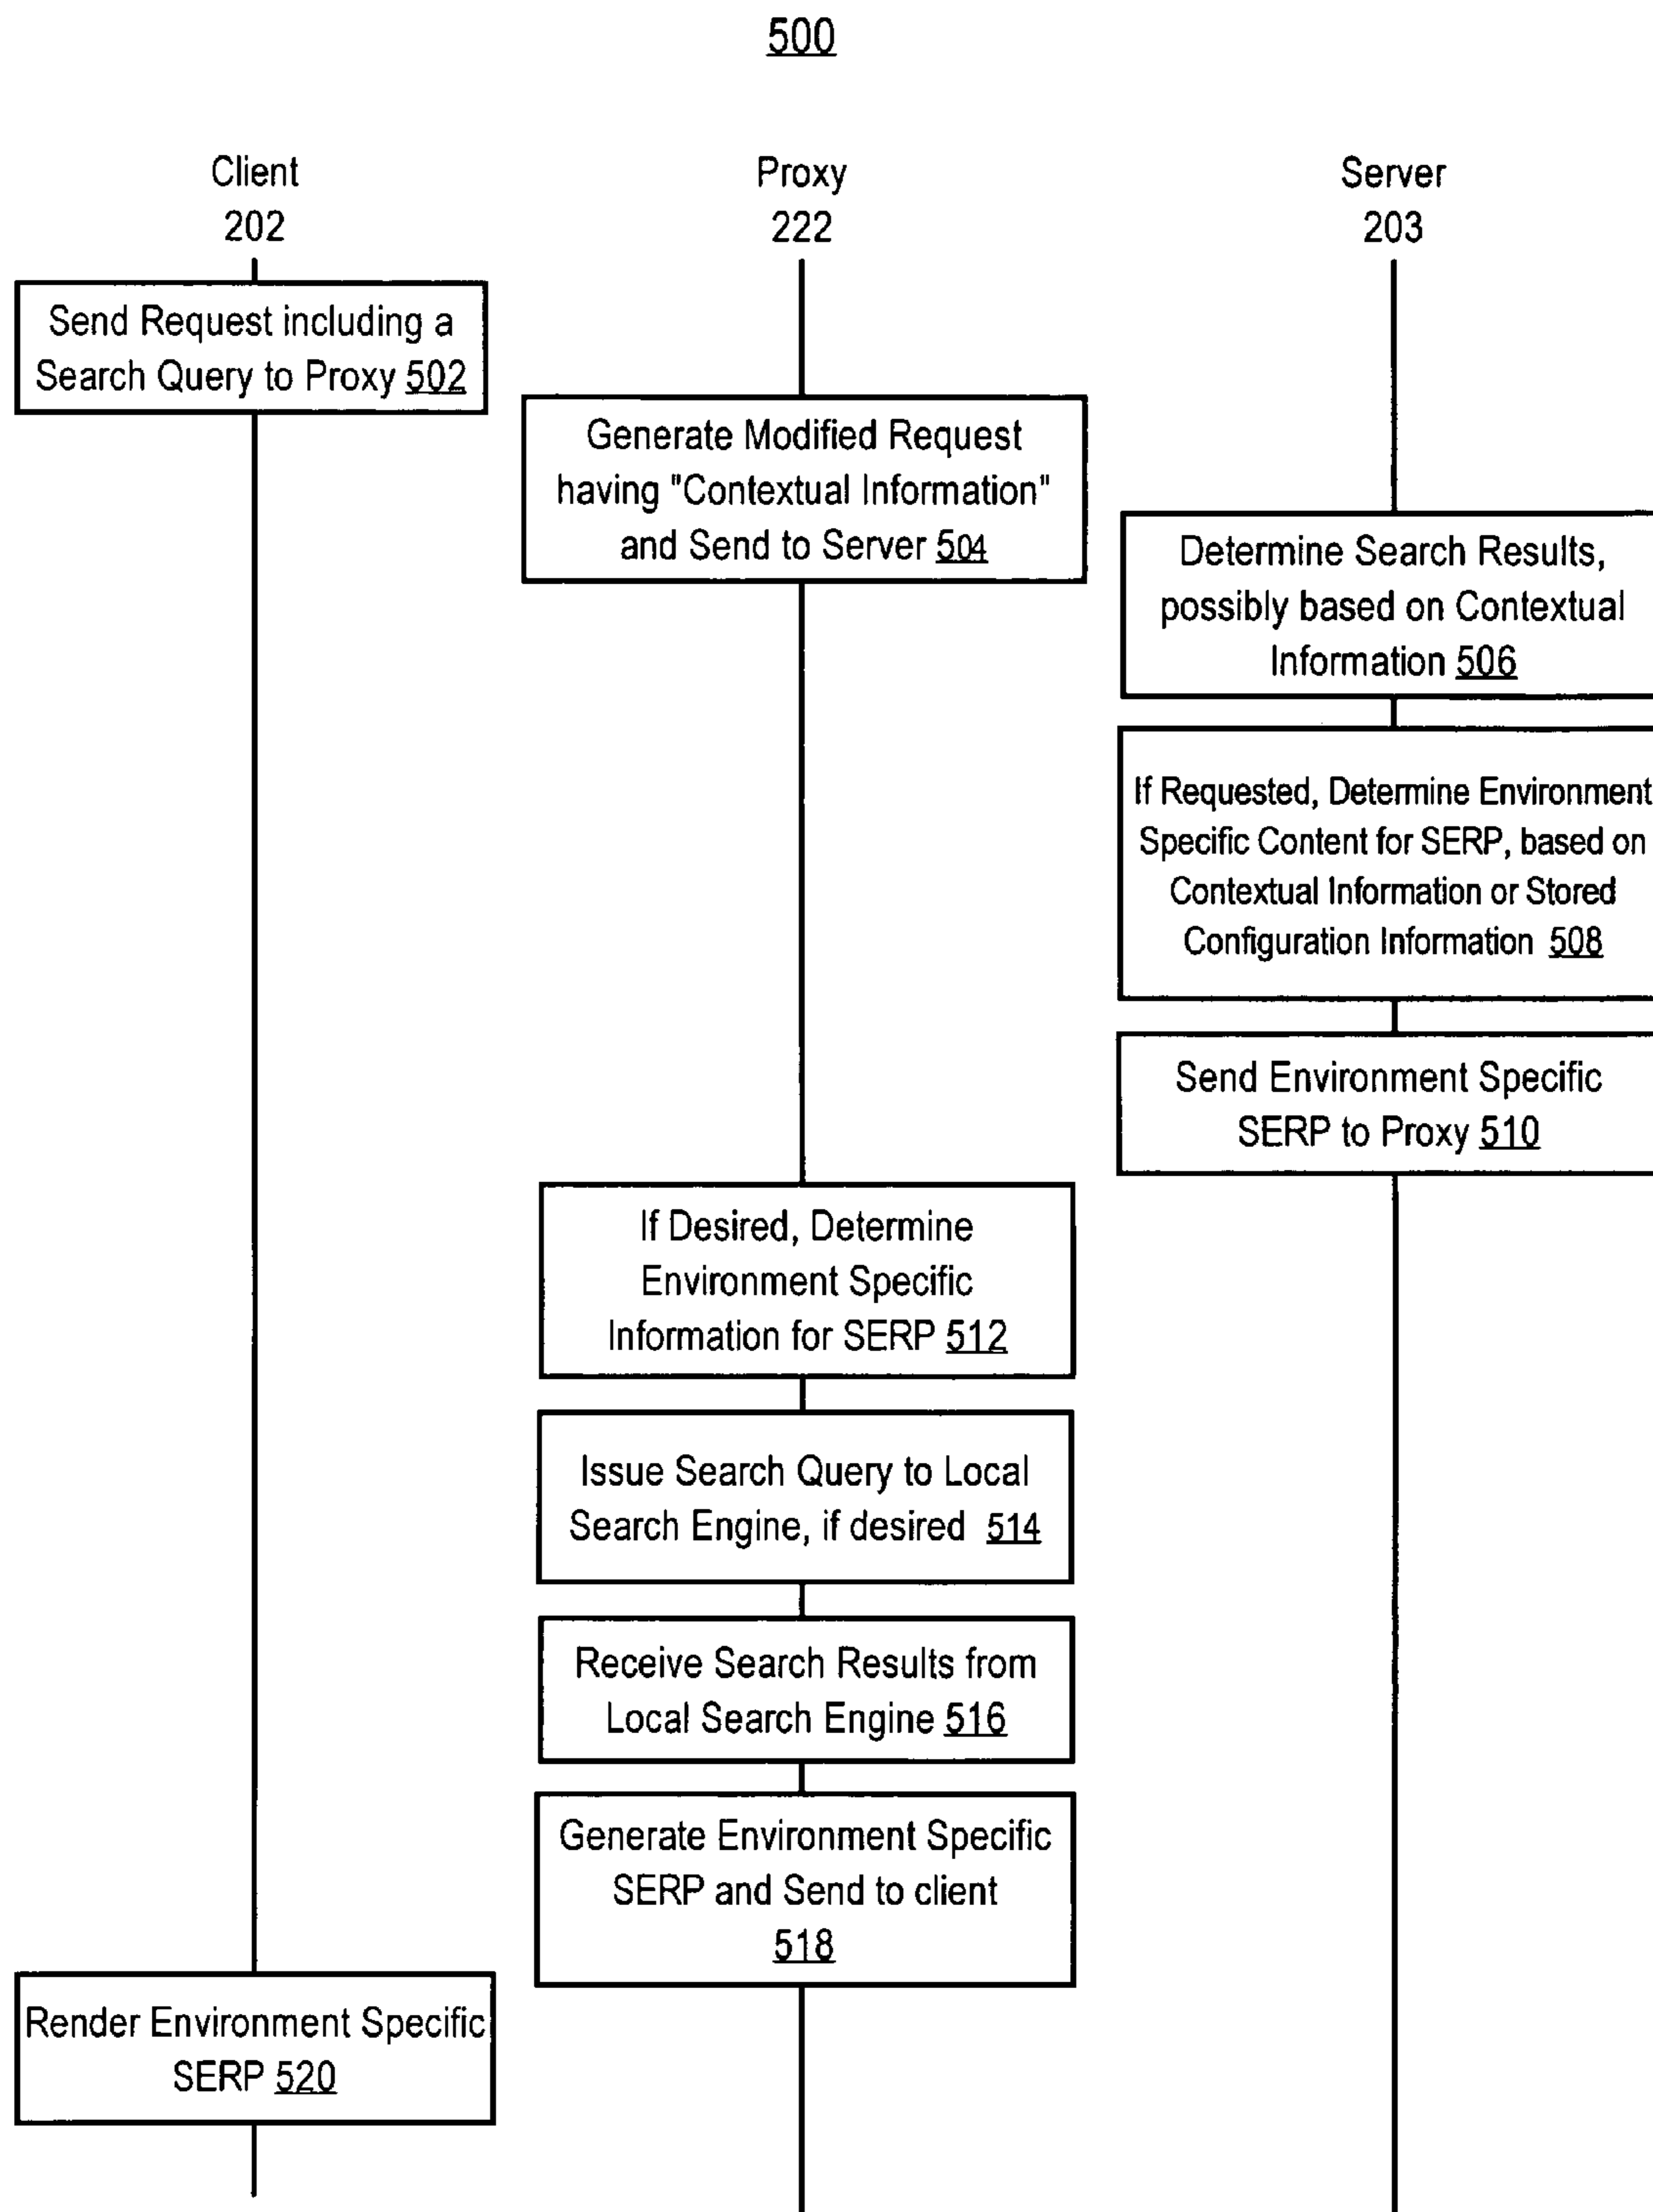 500
Client
202
Proxy
222
Server
203
Send Request including a
Search Query to Proxy 502
Generate Modified Request
having "Contextual Information"
and Send to Server 504
Determine Search Results,
possibly based on Contextual
Information 506
If Requested, Determine Environment
Specific Content for SERP, based on
Contextual Information or Stored
Configuration Information 508
Send Environment Specific
SERP to Proxy 510
If Desired, Determine
Environment Specific
Information for SERP 512
Issue Search Query to Local
Search Engine, if desired 514
Receive Search Results from
Local Search Engine 516
Generate Environment Specific
SERP and Send to client
518
Render Environment Specific
SERP 520